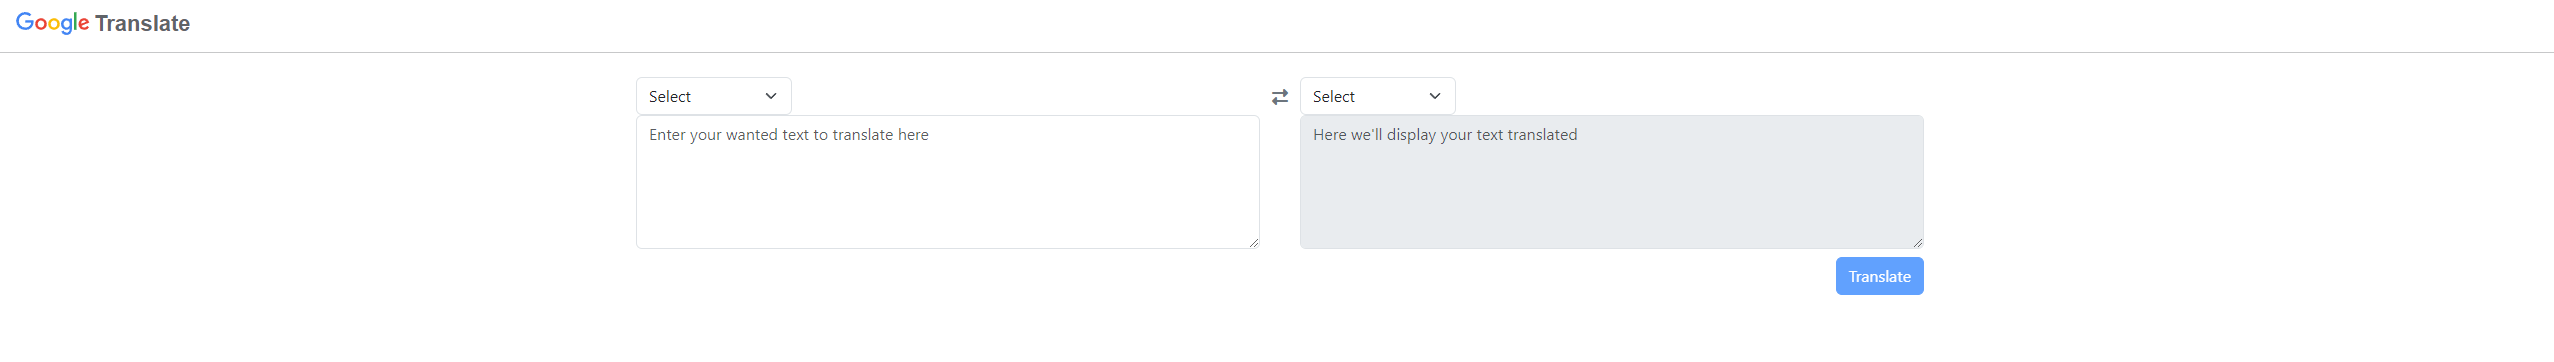 Google Translate
Select
Select
Enter your wanted text to translate here
Here we'll display your text translated
Translate